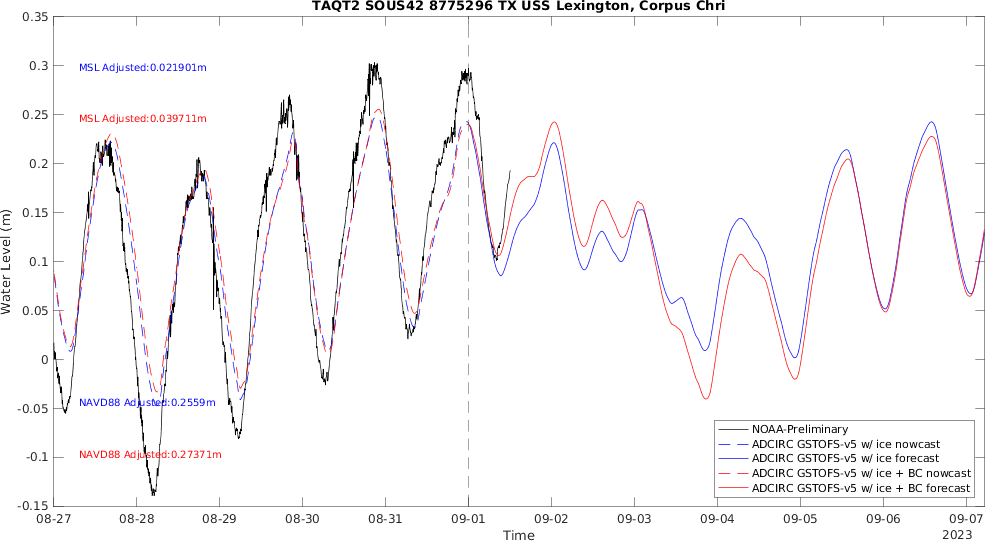 TAQT2 SOUS42 8775296 TX USS Lexington, Corpus Chri
0.35
0.3
0.25
0.2
0.15
0.1
0.05
0
-0.05
-0.1
-0.15
Water Level (m)
MSL Adjusted:0.021901m
MSL Adjusted:0.039711m
NAVD88 Adjusted:0.2559m
NAVD88 Adjusted:0.27371m
NOAA-Preliminary
ADCIRC GSTOFS-v5 w/ ice nowcast
ADCIRC GSTOFS-v5 w/ ice forecast
ADCIRC GSTOFS-v5 w/ ice + BC nowcast
ADCIRC GSTOFS-v5 w/ ice + BC forecast
08-27 08-28 08-29 08-30 08-31 09-01 09-02 09-03 09-04 09-05 09-06 09-07
Time
2023